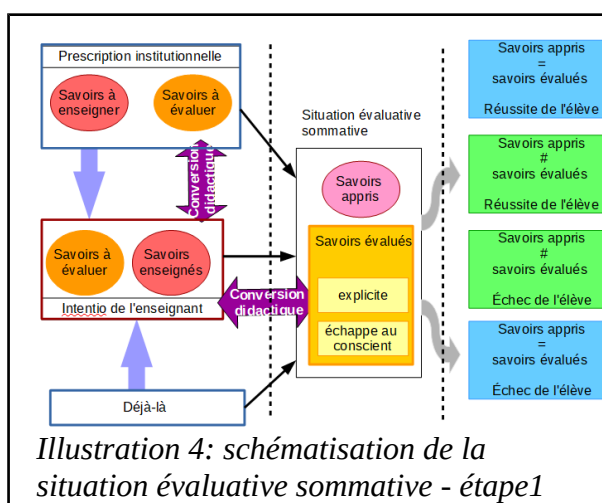 Prescription institutionnelle
Savoirs à
enseigner
Savoirs à
évaluer
Conversion
didactique
Savoirs à
évaluer
Savoirs
enseignés
Intentio de l'enseignant
Déjà-là
Conversion
didactique
Situation évaluative
sommative
Savoirs
appris
Savoirs évalués
explicite
échappe au
conscient
Savoirs appris
=
savoirs évalués
Réussite de l'élève
Savoirs appris
#
savoirs évalués
Réussite de l'élève
Savoirs appris
#
savoirs évalués
Échec de l'élève
Savoirs appris
=
savoirs évalués
Échec de l'élève
Illustration 4: schématisation de la
situation évaluative sommative - étape1